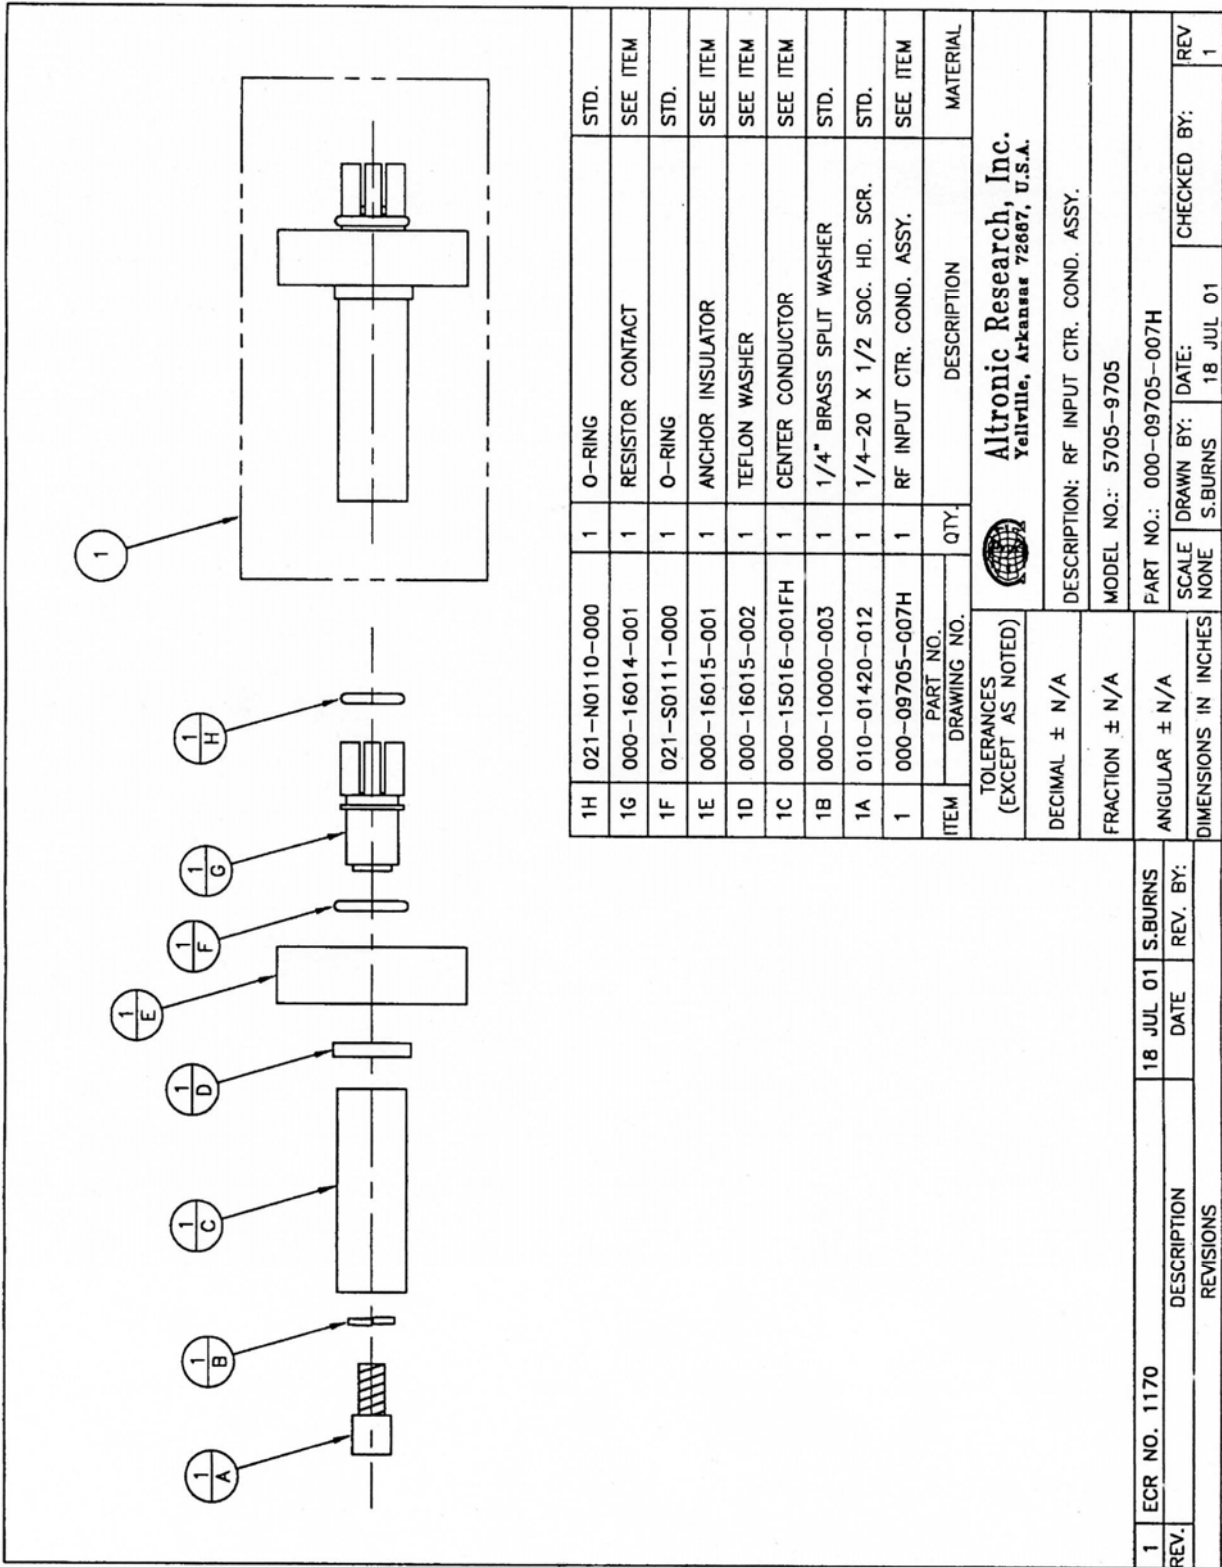 1
1
H
1
G
1
F
1
E
1
D
1
C
1
B
1
A
1H 021-N0110-000 1 O-RING STD.
1G 000-16014-001 1 RESISTOR CONTACT SEE ITEM
1F 021-S0111-000 1 O-RING STD.
1E 000-16015-001 1 ANCHOR INSULATOR SEE ITEM
1D 000-16015-002 1 TEFLON WASHER SEE ITEM
1C 000-15016-001FH 1 CENTER CONDUCTOR SEE ITEM
1B 000-10000-003 1 1/4" BRASS SPLIT WASHER STD.
1A 010-01420-012 1 1/4-20 X 1/2 SOC. HD. SCR. STD.
1 000-09705-007H 1 RF INPUT CTR. COND. ASSY. SEE ITEM
ITEM PART NO. DRAWING NO. QTY. DESCRIPTION MATERIAL
TOLERANCES
(EXCEPT AS NOTED)
DECIMAL ± N/A
FRACTION ± N/A
ANGULAR ± N/A
DIMENSIONS IN INCHES
Altronic Research, Inc.
Yellville, Arkansas 72687, U.S.A.
DESCRIPTION: RF INPUT CTR. COND. ASSY.
MODEL NO.: 5705-9705
PART NO.: 000-09705-007H
SCALE
NONE
DRAWN BY:
S.BURNS
DATE:
18 JUL 01
CHECKED BY:
REV
1
1 ECR NO. 1170 18 JUL 01 S.BURNS
REV. DESCRIPTION DATE REV. BY:
REVISIONS